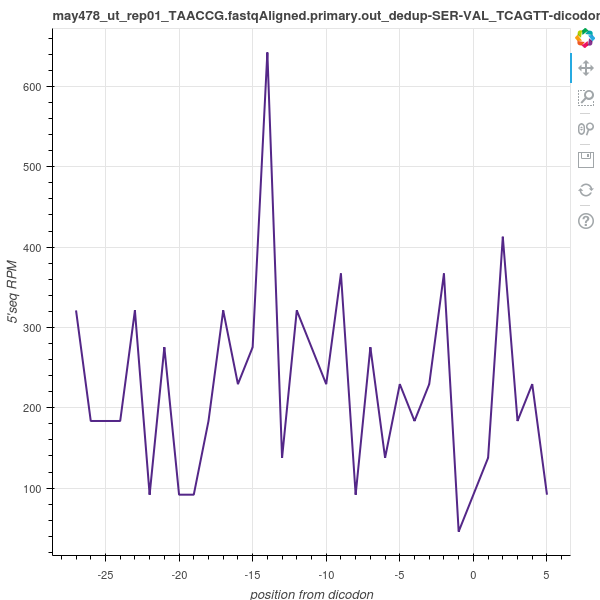 may478_ut_rep01_TAACCG.fastqAligned.primary.out_dedup-SER-VAL_TCAGTT-dicodon
600
500
400
300
200
100
5'seq RPM
-25 -20 -15 -10 -5 0 5
position from dicodon